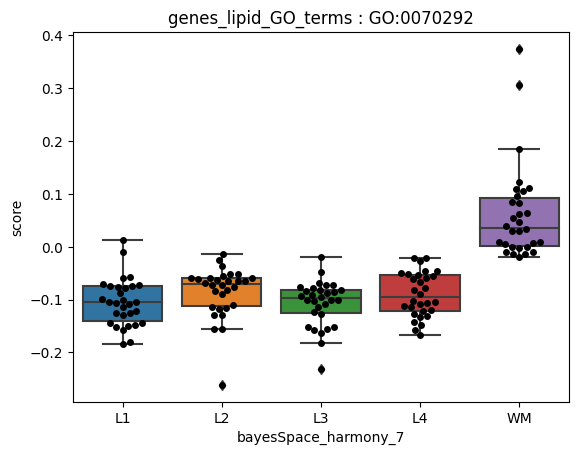 genes_lipid_GO_terms : GO:0070292
score
0.4
0.3
0.2
0.1
0.0
−0.1
−0.2
L1 L2 L3 L4 WM
bayesSpace_harmony_7